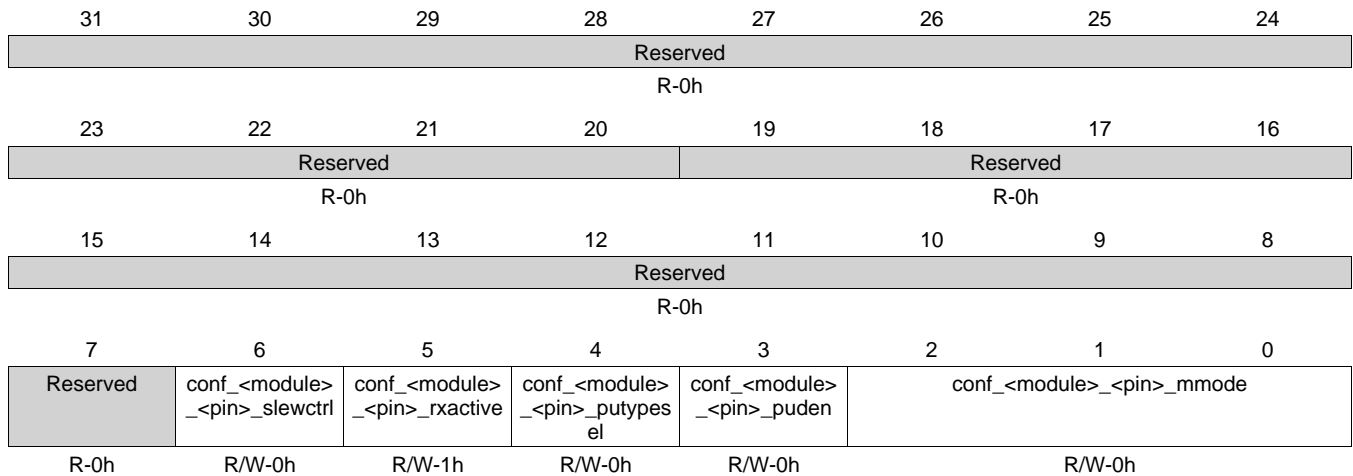 31 30 29 28 27 26 25 24
Reserved
R-0h
23 22 21 20 19 18 17 16
Reserved Reserved
R-0h R-0h
15 14 13 12 11 10 9 8
Reserved
R-0h
7 6 5 4 3 2 1 0
Reserved conf_<module> conf_<module> conf_<module> conf_<module> conf_<module>_<pin>_mmode
_<pin>_slewctrl _<pin>_rxactive _<pin>_putypes _<pin>_puden
el
R-0h R/W-0h R/W-1h R/W-0h R/W-0h R/W-0h